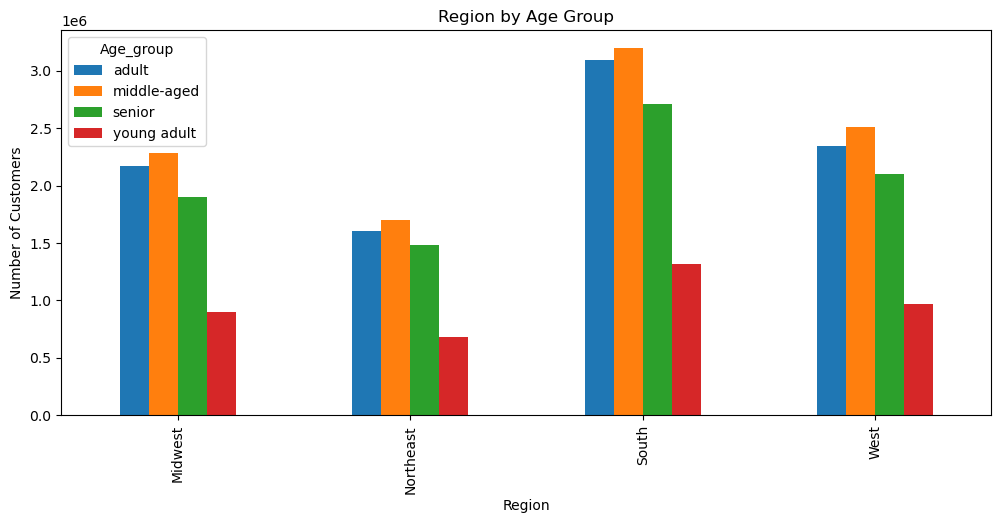 Region by Age Group
1e6
Age_group
adult
middle-aged
senior
young adult
Number of Customers
3.0
2.5
2.0
1.5
1.0
0.5
0.0
Midwest
Northeast
South
West
Region